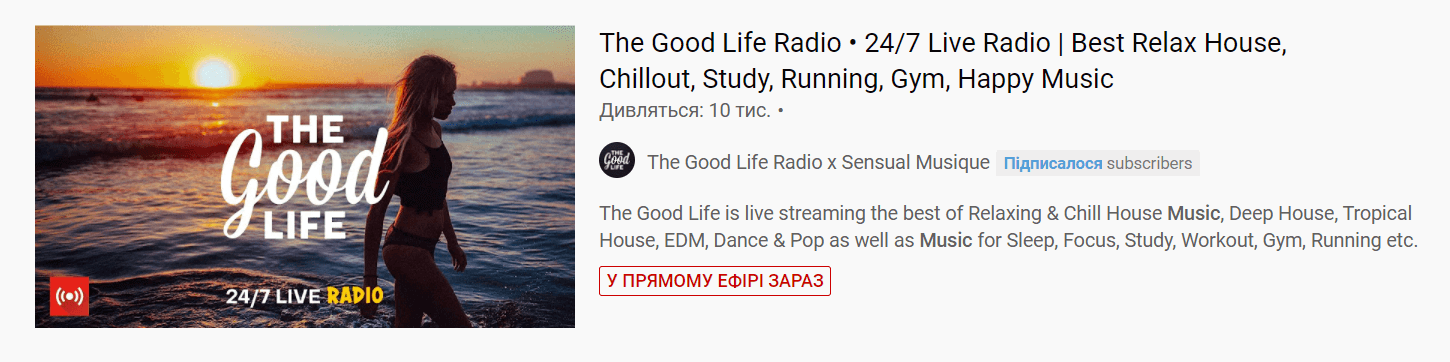 THE
Good
LIFE
24/7 LIVE RADIO
The Good Life Radio • 24/7 Live Radio | Best Relax House,
Chillout, Study, Running, Gym, Happy Music
Дивляться: 10 тис. •
THE
Good
LIFE
The Good Life Radio x Sensual Musique Підписалося subscribers
The Good Life is live streaming the best of Relaxing & Chill House Music, Deep House, Tropical
House, EDM, Dance & Pop as well as Music for Sleep, Focus, Study, Workout, Gym, Running etc.
У ПРЯМОМУ ЕФІРІ ЗАРАЗ